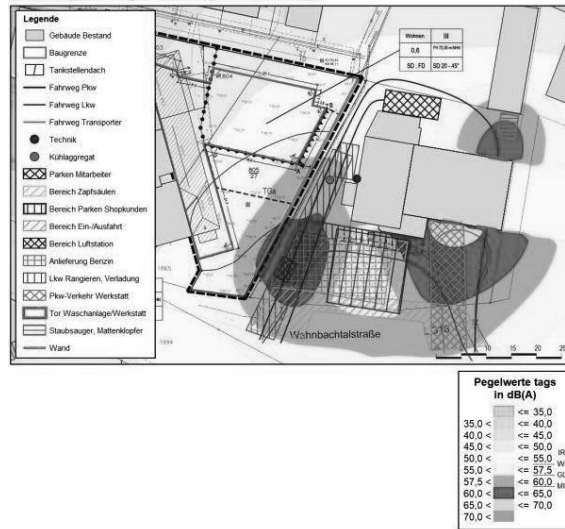 Legende
Gebäude Bestand
Baugrenze
Tankstellendach
Fahrweg Pkw
Fahrweg Lkw
Fahrweg Transporter
Technik
Kühlaggregat
Parken Mitarbeiter
Bereich Zapfsäulen
Bereich Parken Shopkunden
Bereich Ein-/Ausfahrt
Bereich Luftstation
Anlieferung Benzin
Lkw Rangieren, Verladung
Pkw-Verkehr Werkstatt
Tor Waschanlage/Werkstatt
Staubsauger, Mattenklopfer
Wand
Wohnen III
0,6
SD . FD SD 20 - 45°
TGa
III
Wahnbachtalstraße
10 15 20 25
Pegelwerte tags
in dB(A)
<= 35,0
35,0 < <= 40,0
40,0 < <= 45,0
45,0 < <= 50,0
50,0 < <= 55,0
55,0 < <= 57,5
57,5 < <= 60,0
60,0 < <= 65,0
65,0 < <= 70,0
70,0 <